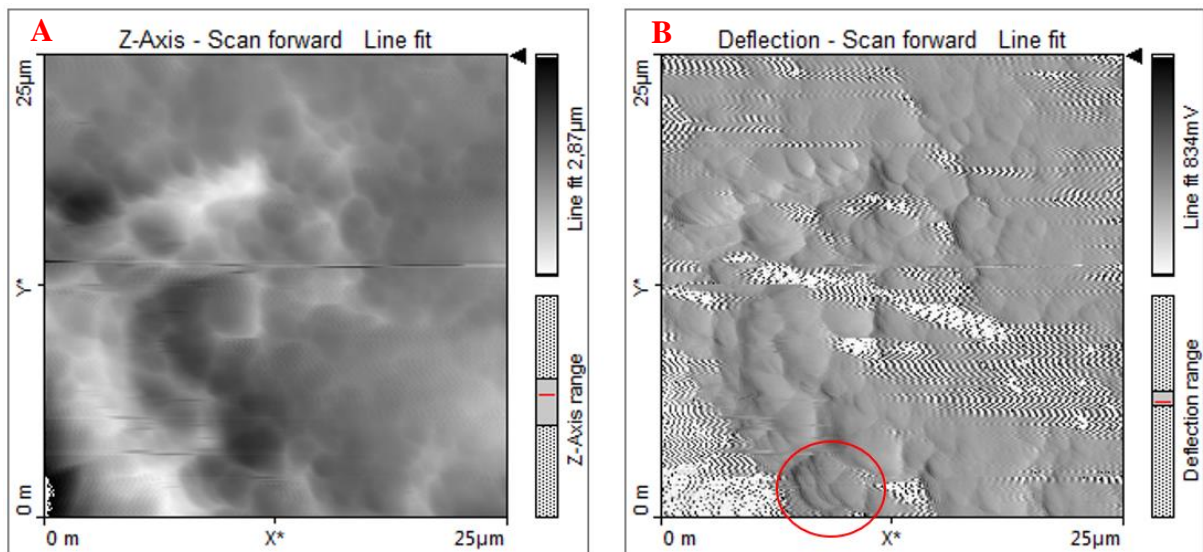 A
Z-Axis - Scan forward Line fit
25µm
Y*
0 m
0 m
X*
25µm
Line fit 2,87µm
Z-Axis range
B
Deflection - Scan forward Line fit
25µm
Y*
0 m
0 m
X*
25µm
Line fit 834mV
Deflection range